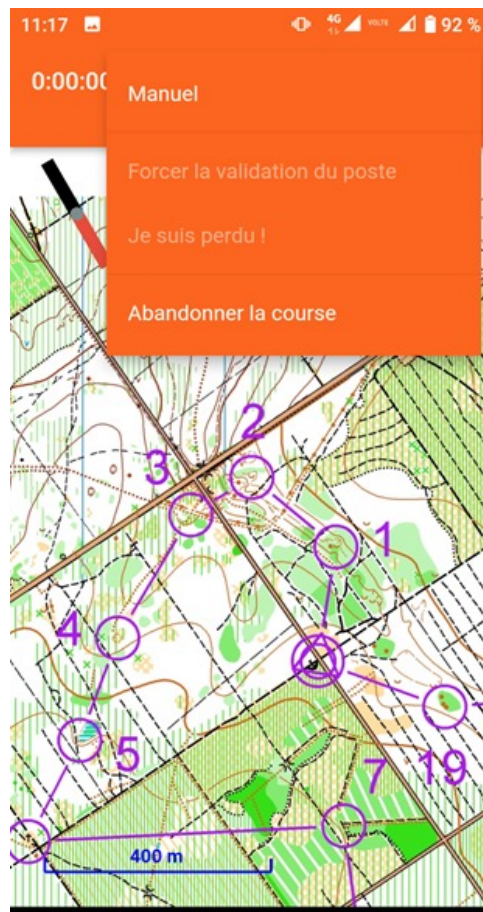 11:17 4G VoLTE 92 %
0:00:00
Manuel
Forcer la validation du poste
Je suis perdu !
Abandonner la course
2
3
1
4
5
19
7
400 m